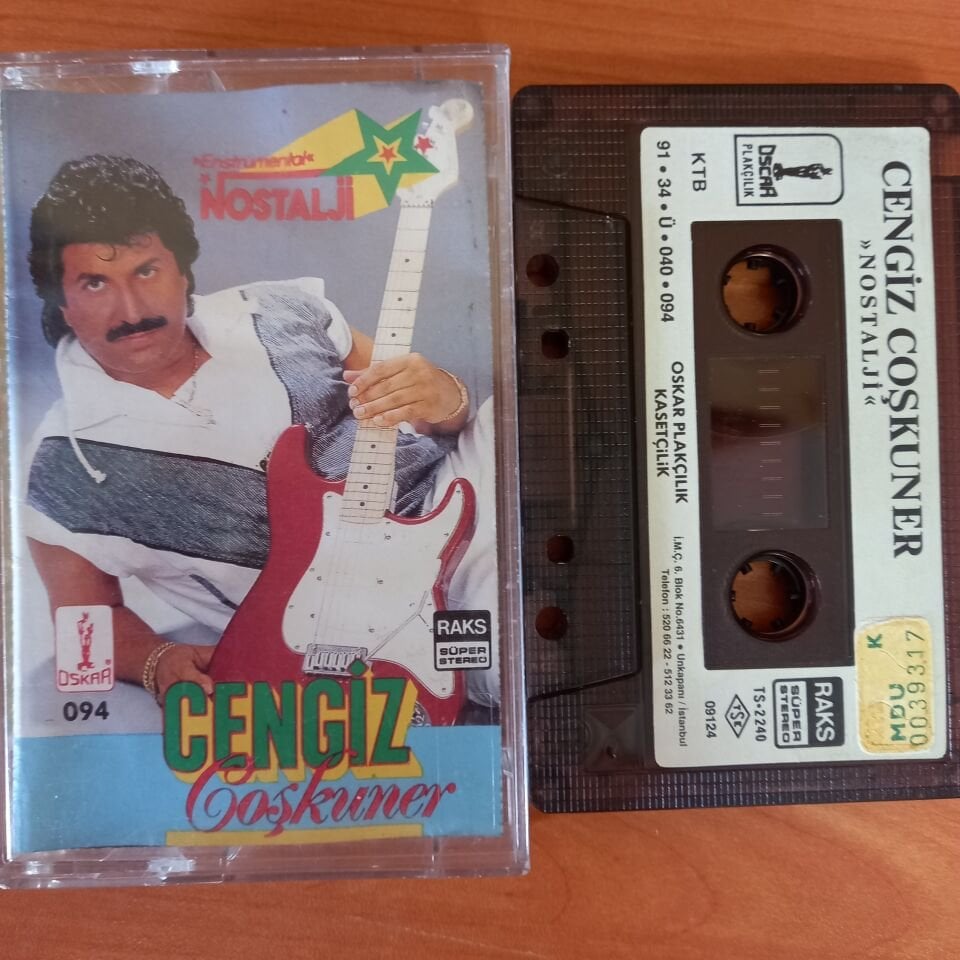 »Enstrumental«
NOSTALJİ
OSKAR
094
RAKS
SÜPER
STEREO
CENGİZ
Coşkuner
OSCAR
PLAKÇILIK
CENGİZ COŞKUNER
»NOSTALJİ«
KTB
91 • 34 • Ü • 040 • 094
OSKAR PLAKÇILIK
KASETÇİLİK
İ.M.Ç. 6. Blok No.6431 • Unkapanı / İstanbul
Telefon : 520 66 22 - 512 33 62
RAKS
SÜPER
STEREO
TS•2240
09124
TSE
K
0039317